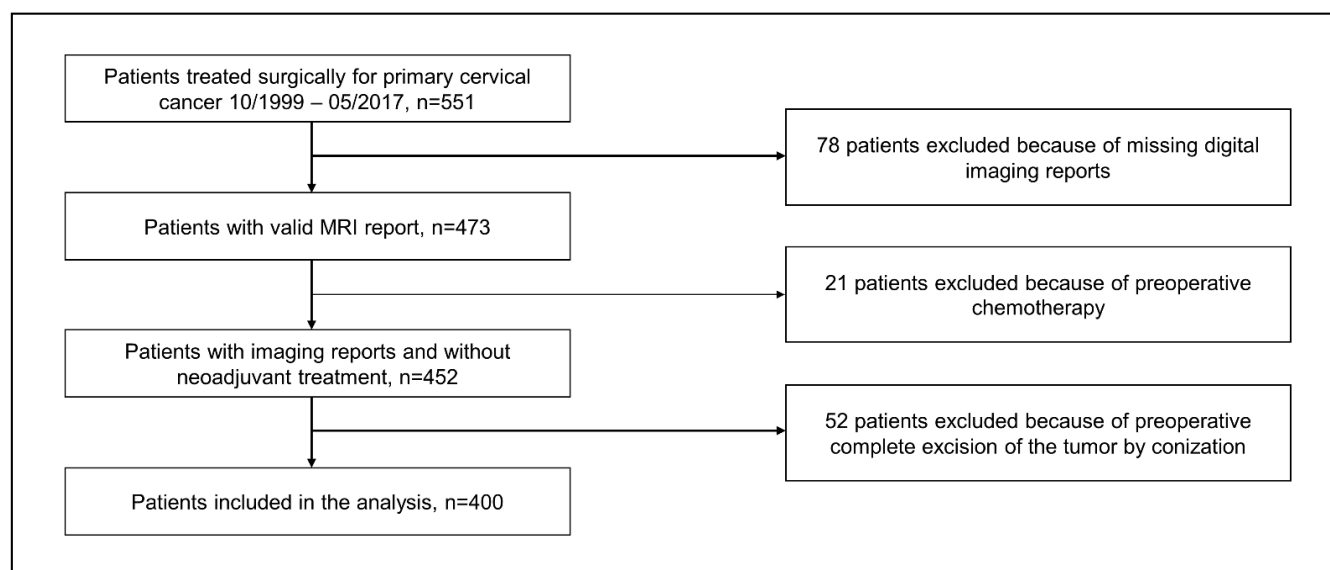 Patients treated surgically for primary cervical
cancer 10/1999 – 05/2017, n=551
78 patients excluded because of missing digital
imaging reports
Patients with valid MRI report, n=473
21 patients excluded because of preoperative
chemotherapy
Patients with imaging reports and without
neoadjuvant treatment, n=452
52 patients excluded because of preoperative
complete excision of the tumor by conization
Patients included in the analysis, n=400